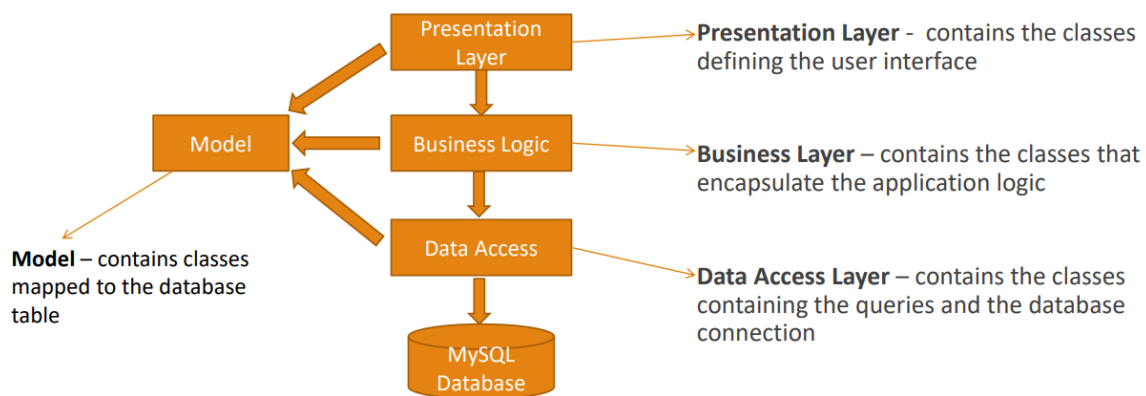 Presentation
Layer
Presentation Layer - contains the classes
defining the user interface
Model
Business Logic
Business Layer – contains the classes that
encapsulate the application logic
Data Access
Model – contains classes
mapped to the database
table
Data Access Layer – contains the classes
containing the queries and the database
connection
MySQL
Database